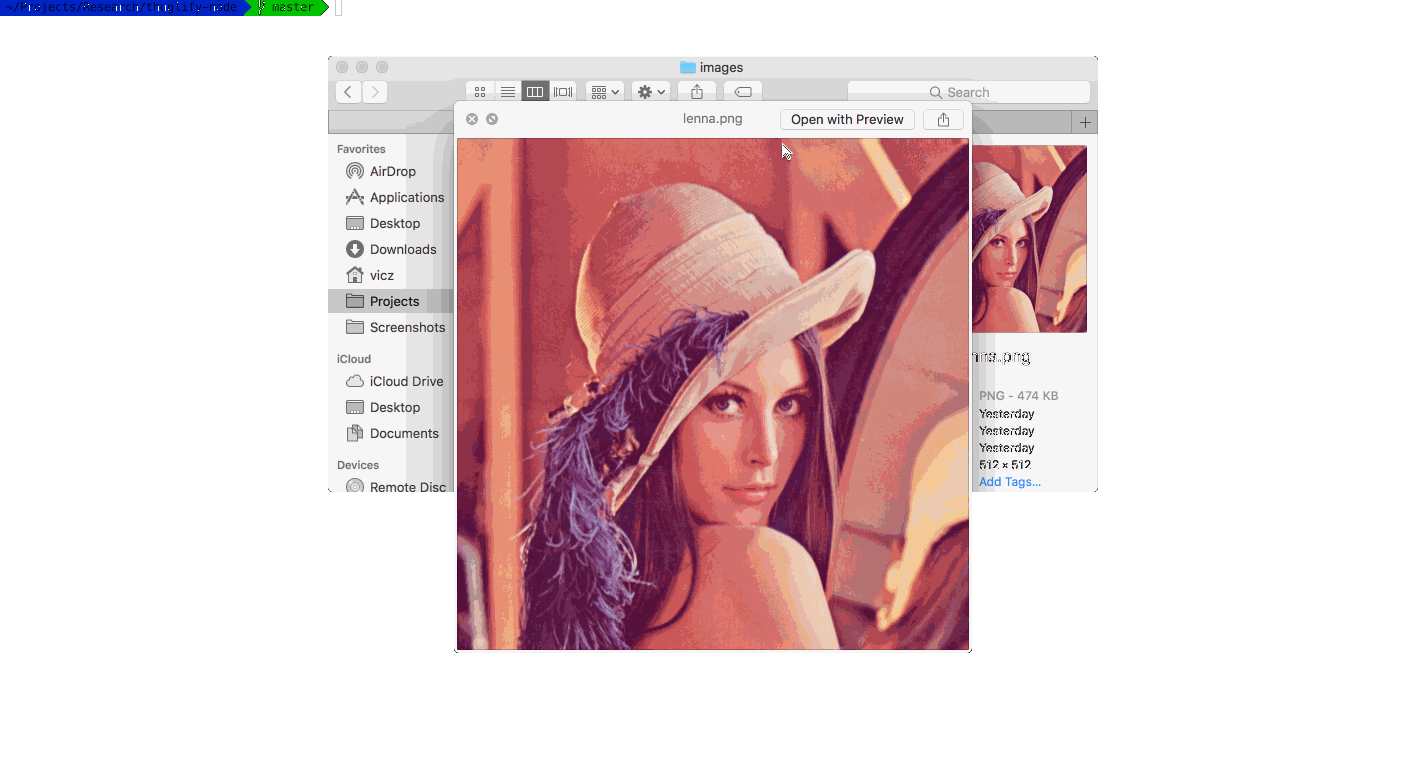 ~/Projects/Research/thuglify-node master
images
Search
lenna.png
Open with Preview
Favorites
AirDrop
Applications
Desktop
Downloads
vicz
Projects
Screenshots
iCloud
iCloud Drive
Desktop
Documents
Devices
Remote Disc
nna.png
PNG - 474 KB
Yesterday
Yesterday
Yesterday
512 × 512
Add Tags...